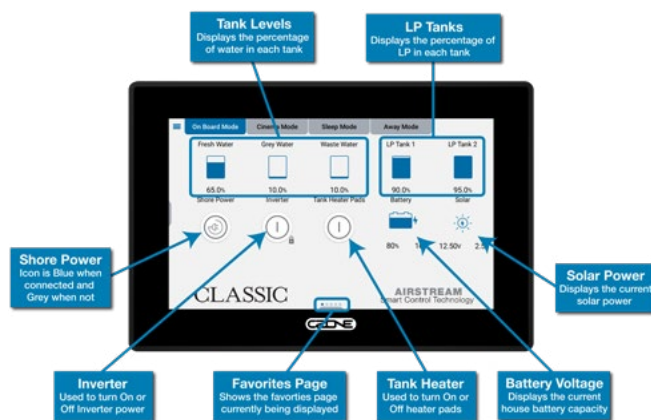 Tank Levels
Displays the percentage
of water in each tank
LP Tanks
Displays the percentage of
LP in each tank
On Board Mode
Cinema Mode
Sleep Mode
Away Mode
Fresh Water
Grey Water
Waste Water
LP Tank 1
LP Tank 2
65.0%
10.0%
10.0%
90.0%
95.0%
Shore Power
Inverter
Tank Heater Pads
Battery
Solar
80%
12.50v
Shore Power
Icon is Blue when
connected and
Grey when not
Solar Power
Displays the current
solar power
CLASSIC
AIRSTREAM
Smart Control Technology
CZONE
Inverter
Used to turn On or
Off Inverter power
Favorites Page
Shows the favorties page
currently being displayed
Tank Heater
Used to turn On or
Off heater pads
Battery Voltage
Displays the current
house battery capacity